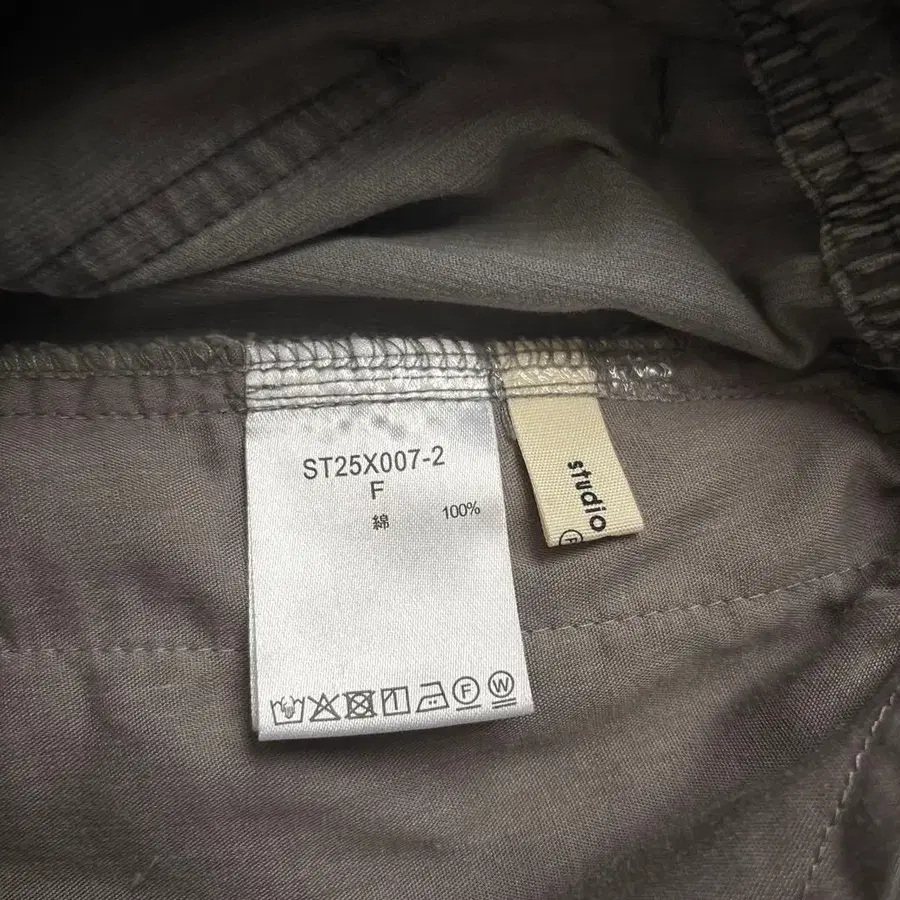 ST25X007-2
F
綿 100%
F W
studio